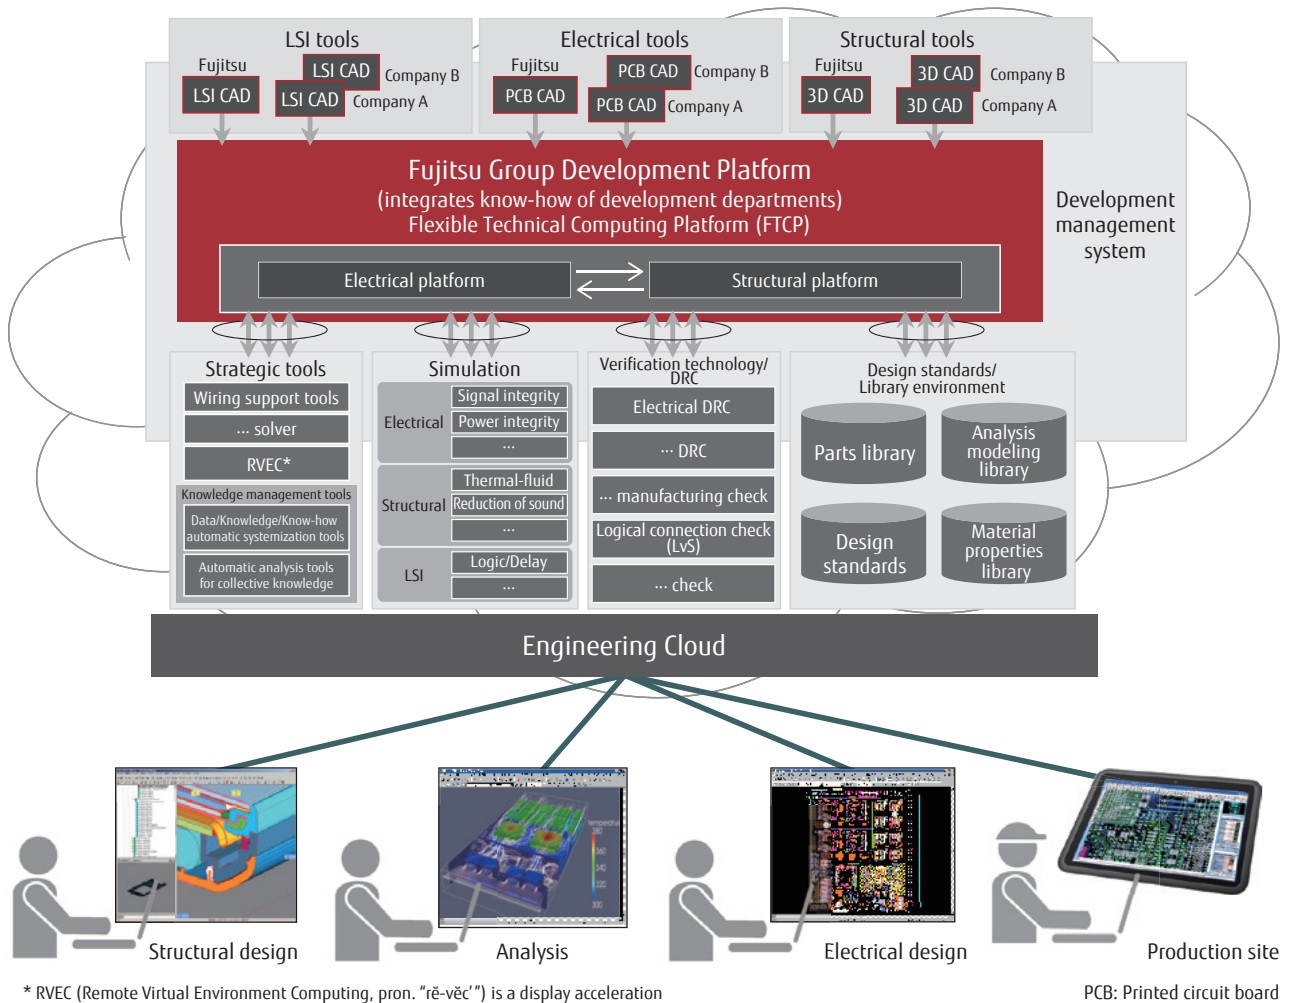 LSI tools
Fujitsu
LSI CAD
LSI CAD
Company B
LSI CAD
Company A
Electrical tools
Fujitsu
PCB CAD
PCB CAD
Company B
PCB CAD
Company A
Structural tools
Fujitsu
3D CAD
3D CAD
Company B
3D CAD
Company A
Fujitsu Group Development Platform
(integrates know-how of development departments)
Flexible Technical Computing Platform (FTCP)
Electrical platform
Structural platform
Development
management
system
Strategic tools
Wiring support tools
... solver
RVEC*
Knowledge management tools
Data/Knowledge/Know-how
automatic systemization tools
Automatic analysis tools
for collective knowledge
Simulation
Electrical
Signal integrity
Power integrity
...
Structural
Thermal-fluid
Reduction of sound
...
LSI
Logic/Delay
...
Verification technology/
DRC
Electrical DRC
... DRC
... manufacturing check
Logical connection check
(LvS)
... check
Design standards/
Library environment
Parts library
Analysis
modeling
library
Design
standards
Material
properties
library
Engineering Cloud
temperature
380
360
340
320
300
Structural design
Analysis
Electrical design
Production site
* RVEC (Remote Virtual Environment Computing, pron. “rĕ-vĕc′”) is a display acceleration
PCB: Printed circuit board